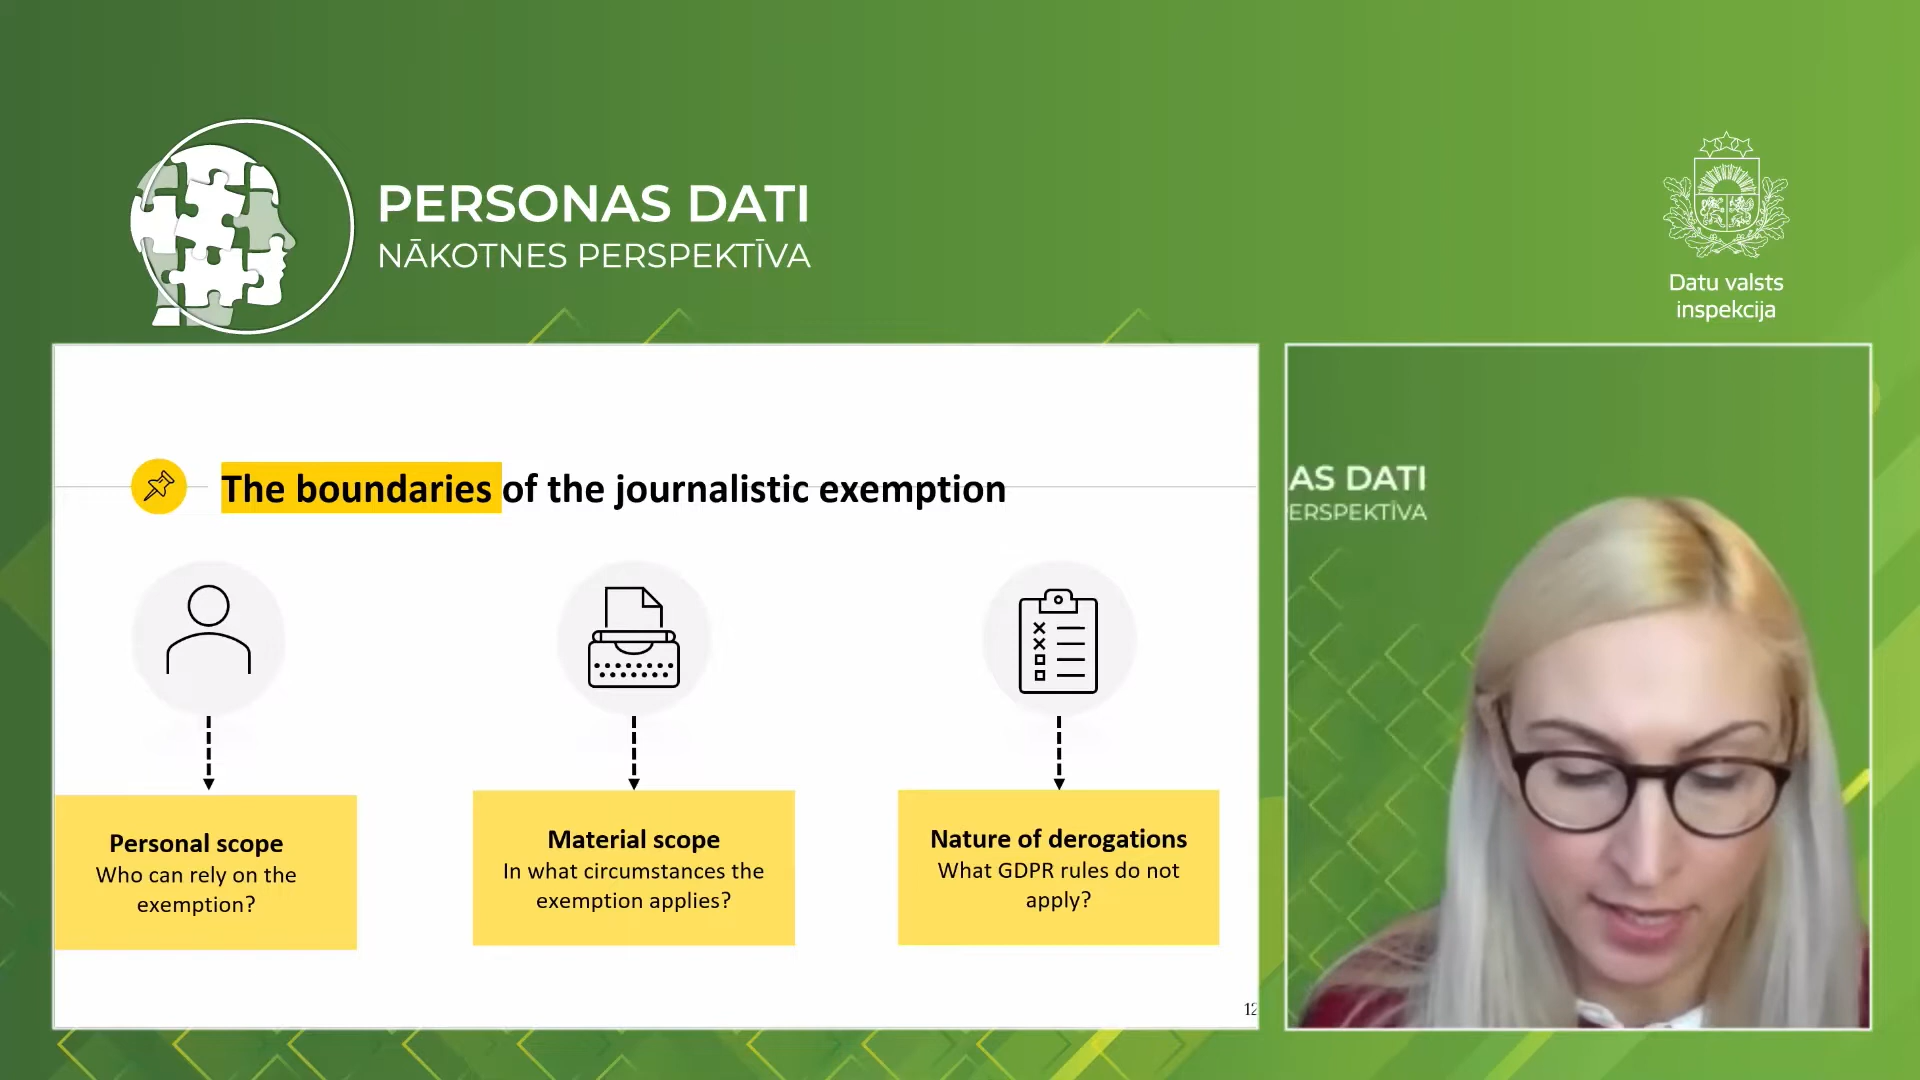 PERSONAS DATI
NĀKOTNES PERSPEKTĪVA
Datu valsts
inspekcija
The boundaries of the journalistic exemption
Personal scope
Who can rely on the
exemption?
Material scope
In what circumstances the
exemption applies?
Nature of derogations
What GDPR rules do not
apply?
12
AS DATI
ERSPEKTĪVA